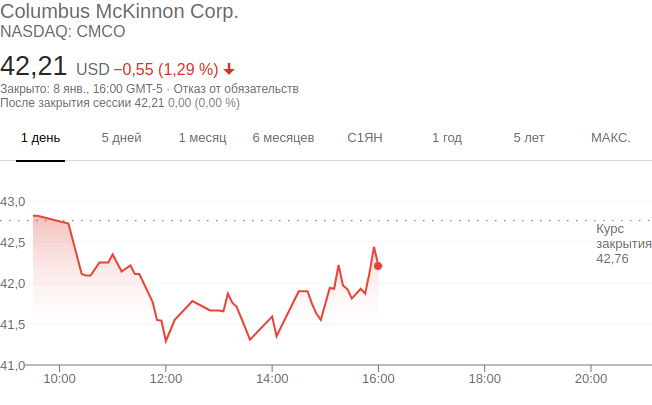 Columbus McKinnon Corp.
NASDAQ: CMCO
42,21 USD −0,55 (1,29 %)
Закрыто: 8 янв., 16:00 GMT-5 · Отказ от обязательств
После закрытия сессии 42,21 0,00 (0,00 %)
1 день 5 дней 1 месяц 6 месяцев С1ЯН 1 год 5 лет МАКС.
43,0
Курс
закрытия
42,76
42,5
42,0
41,5
41,0
10:00 12:00 14:00 16:00 18:00 20:00